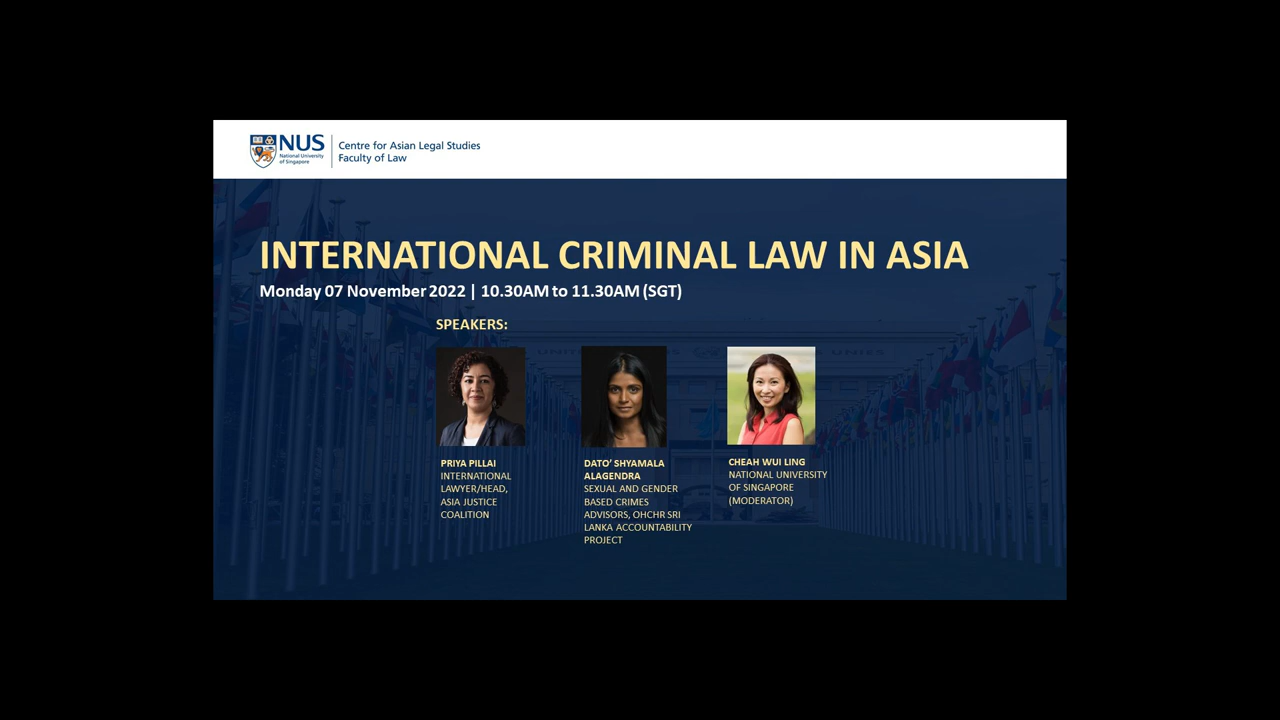 NUS
National University
of Singapore
Centre for Asian Legal Studies
Faculty of Law
INTERNATIONAL CRIMINAL LAW IN ASIA
Monday 07 November 2022 | 10.30AM to 11.30AM (SGT)
SPEAKERS:
PRIYA PILLAI
INTERNATIONAL
LAWYER/HEAD,
ASIA JUSTICE
COALITION
DATO’ SHYAMALA
ALAGENDRA
SEXUAL AND GENDER
BASED CRIMES
ADVISORS, OHCHR SRI
LANKA ACCOUNTABILITY
PROJECT
CHEAH WUI LING
NATIONAL UNIVERSITY
OF SINGAPORE
(MODERATOR)